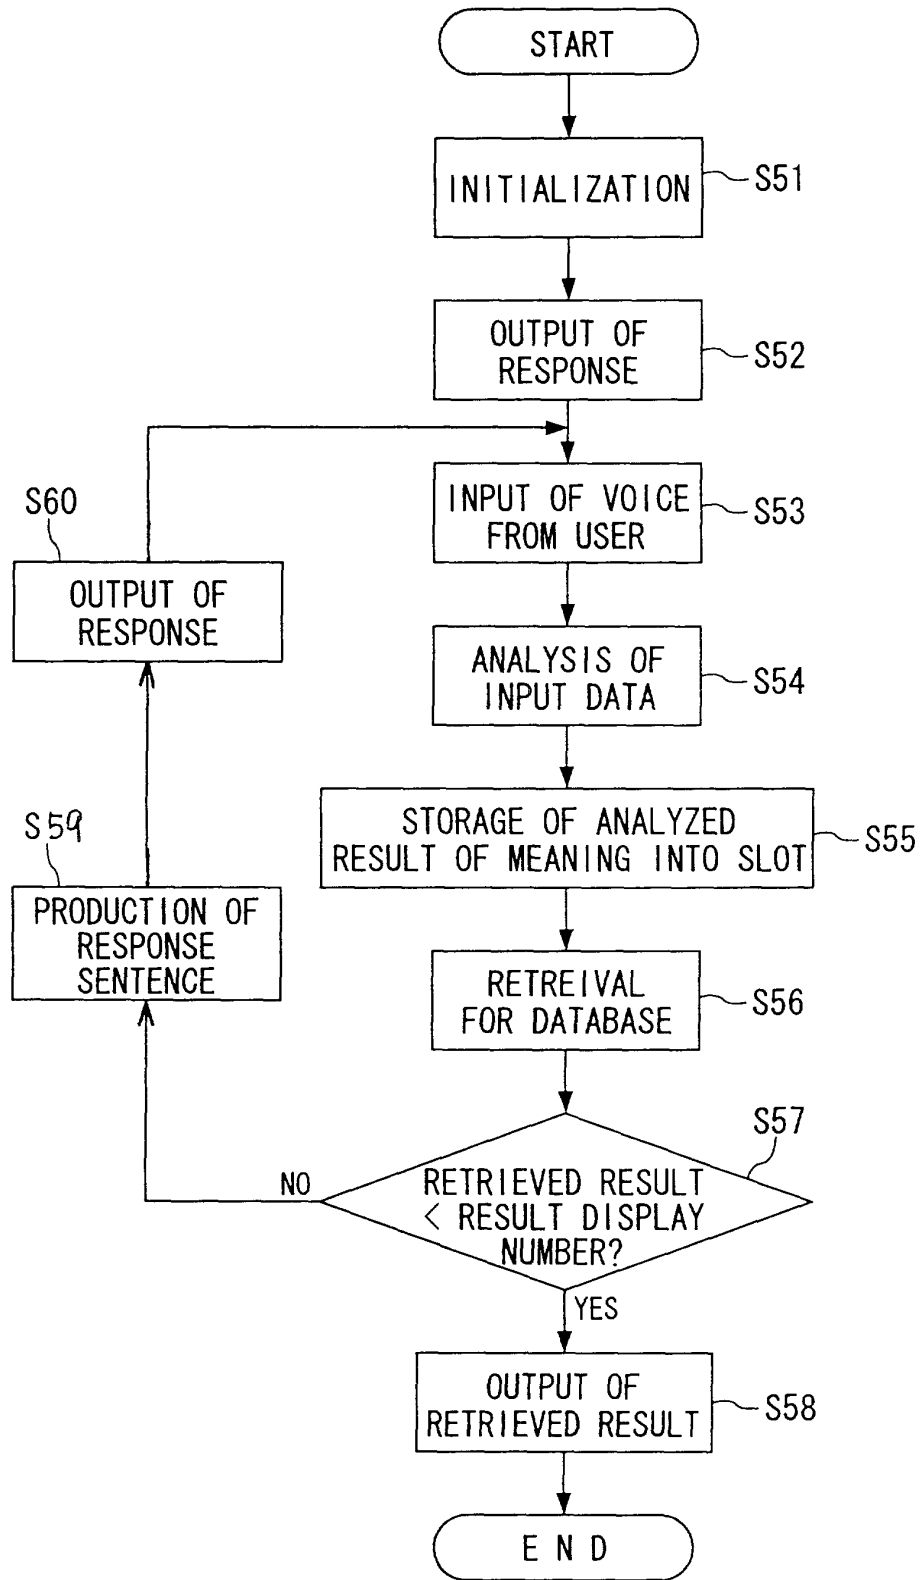 START
INITIALIZATION
S51
OUTPUT OF
RESPONSE
S52
INPUT OF VOICE
FROM USER
S53
S60
OUTPUT OF
RESPONSE
ANALYSIS OF
INPUT DATA
S54
STORAGE OF ANALYZED
RESULT OF MEANING INTO SLOT
S55
S59
PRODUCTION OF
RESPONSE
SENTENCE
RETREIVAL
FOR DATABASE
S56
S57
RETRIEVED RESULT
< RESULT DISPLAY
NUMBER?
NO
YES
OUTPUT OF
RETRIEVED RESULT
S58
END